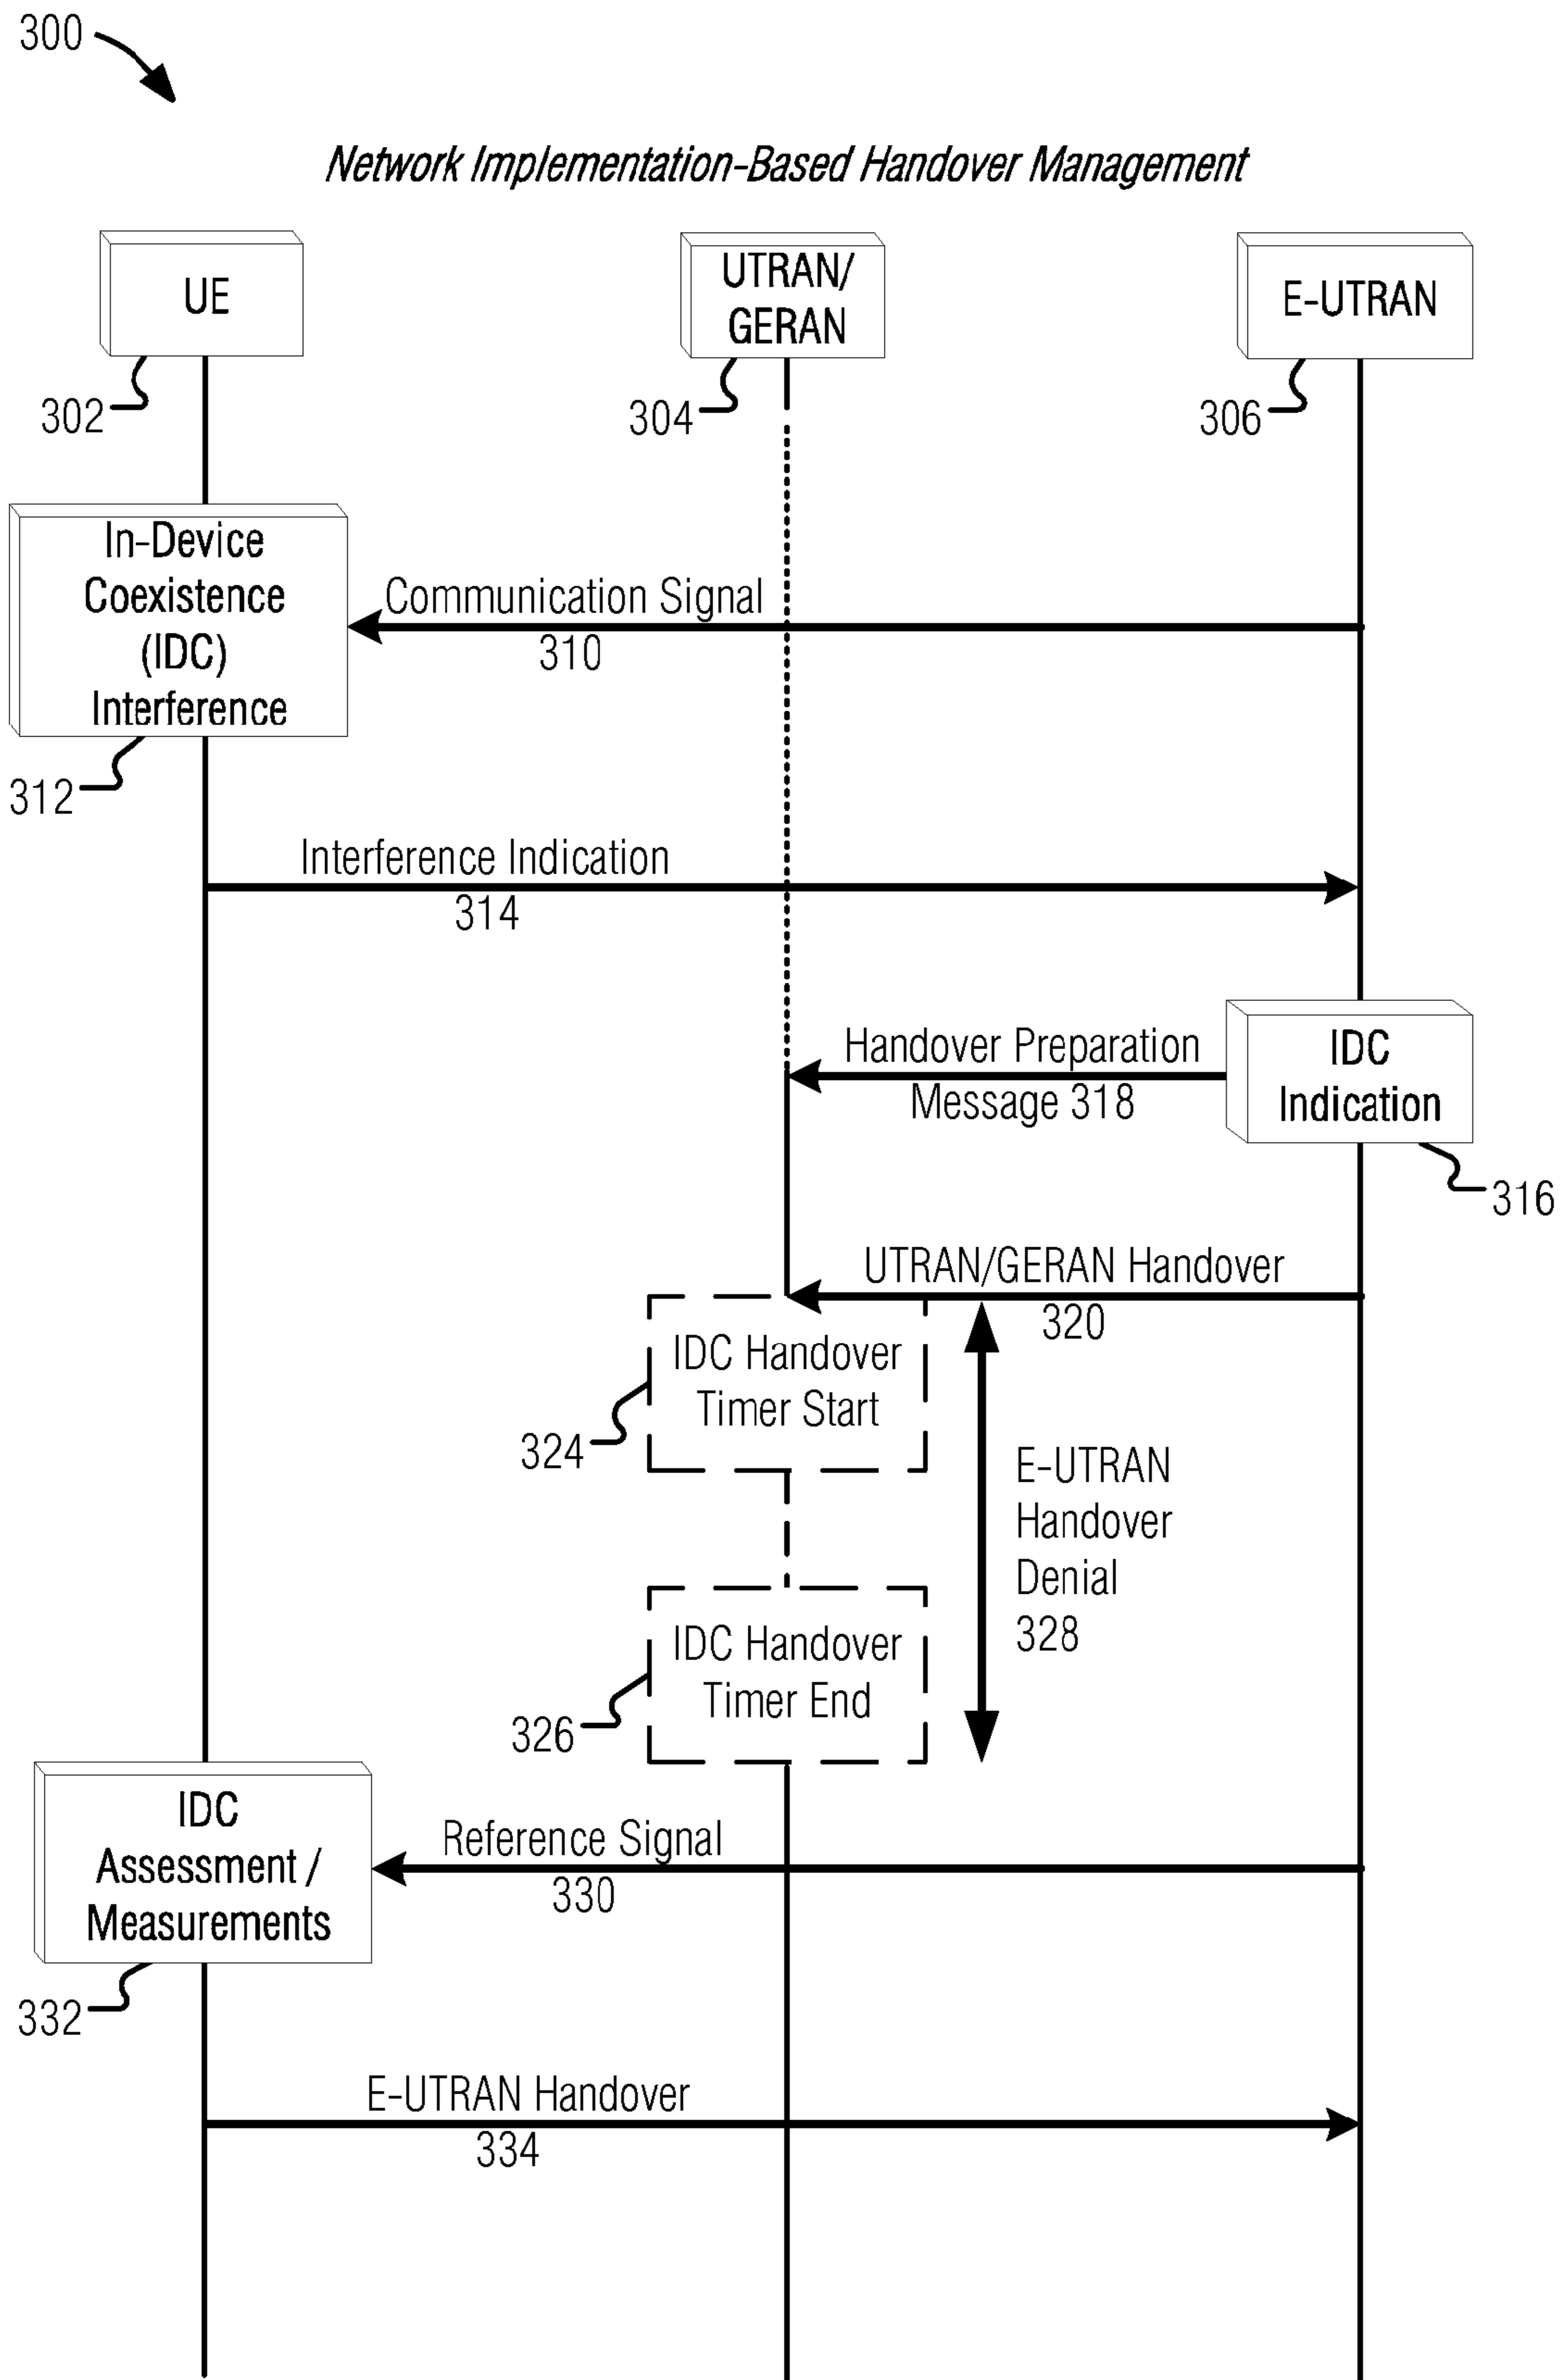 300
Network Implementation-Based Handover Management
UE
302
UTRAN/
GERAN
304
E-UTRAN
306
In-Device
Coexistence
(IDC)
Interference
312
Communication Signal
310
Interference Indication
314
Handover Preparation
Message 318
IDC
Indication
316
UTRAN/GERAN Handover
320
IDC Handover
Timer Start
324
E-UTRAN
Handover
Denial
328
IDC Handover
Timer End
326
IDC
Assessment /
Measurements
332
Reference Signal
330
E-UTRAN Handover
334